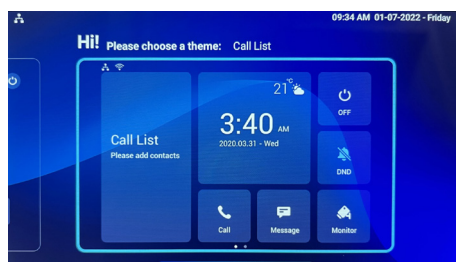 09:34 AM 01-07-2022 - Friday
Hi! Please choose a theme: Call List
21°C
Call List
Please add contacts
3:40 AM
2020.03.31 - Wed
OFF
DND
Call
Message
Monitor